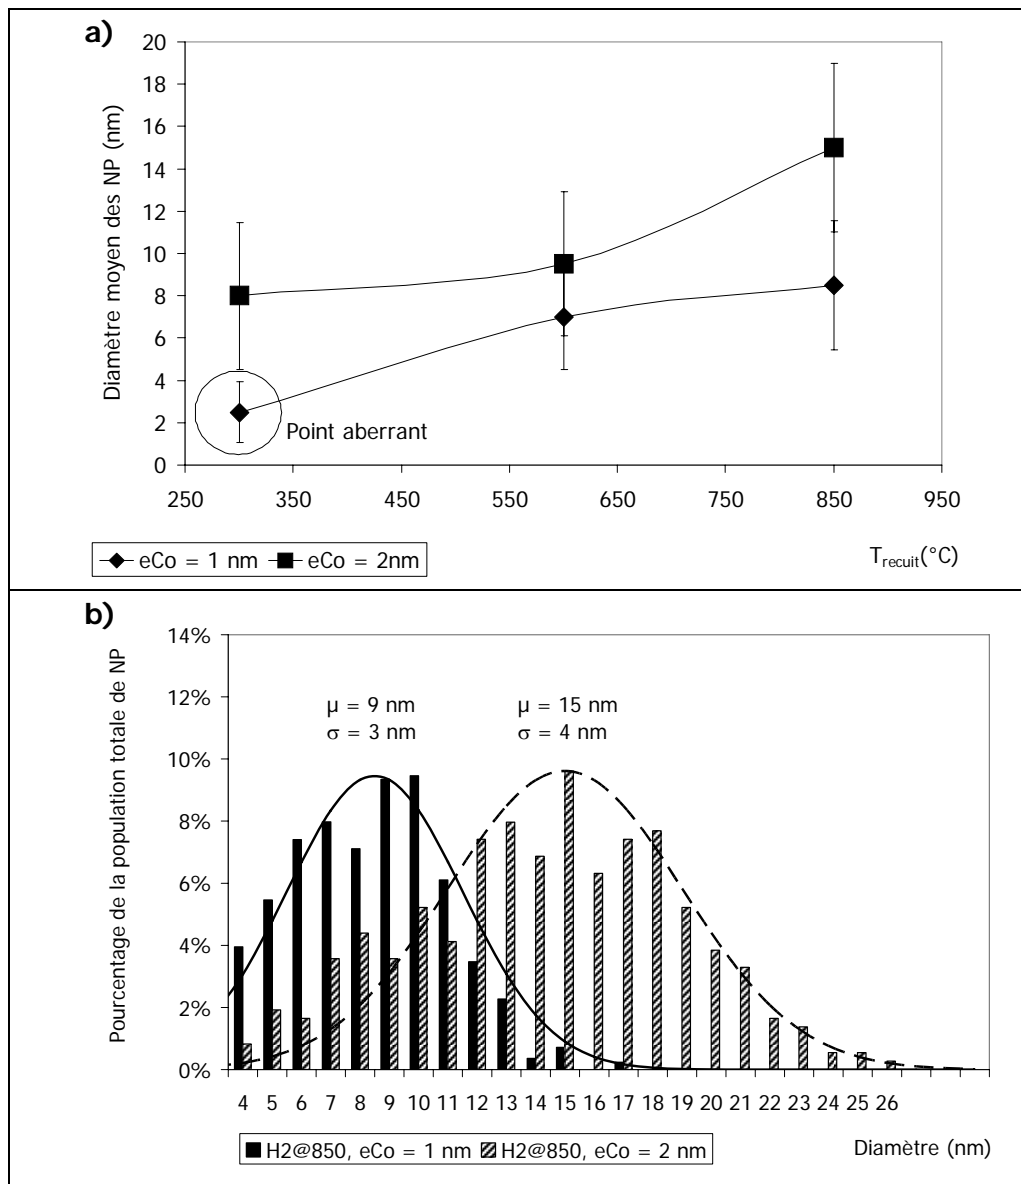 a)
Diamètre moyen des NP (nm)
20
18
16
14
12
10
8
6
4
2
0
Point aberrant
250 350 450 550 650 750 850 950
eCo = 1 nm eCo = 2nm
Trecuit(°C)
b)
Pourcentage de la population totale de NP
14%
12%
10%
8%
6%
4%
2%
0%
μ = 9 nm
σ = 3 nm
μ = 15 nm
σ = 4 nm
4 5 6 7 8 9 10 11 12 13 14 15 16 17 18 19 20 21 22 23 24 25 26
H2@850, eCo = 1 nm H2@850, eCo = 2 nm
Diamètre (nm)